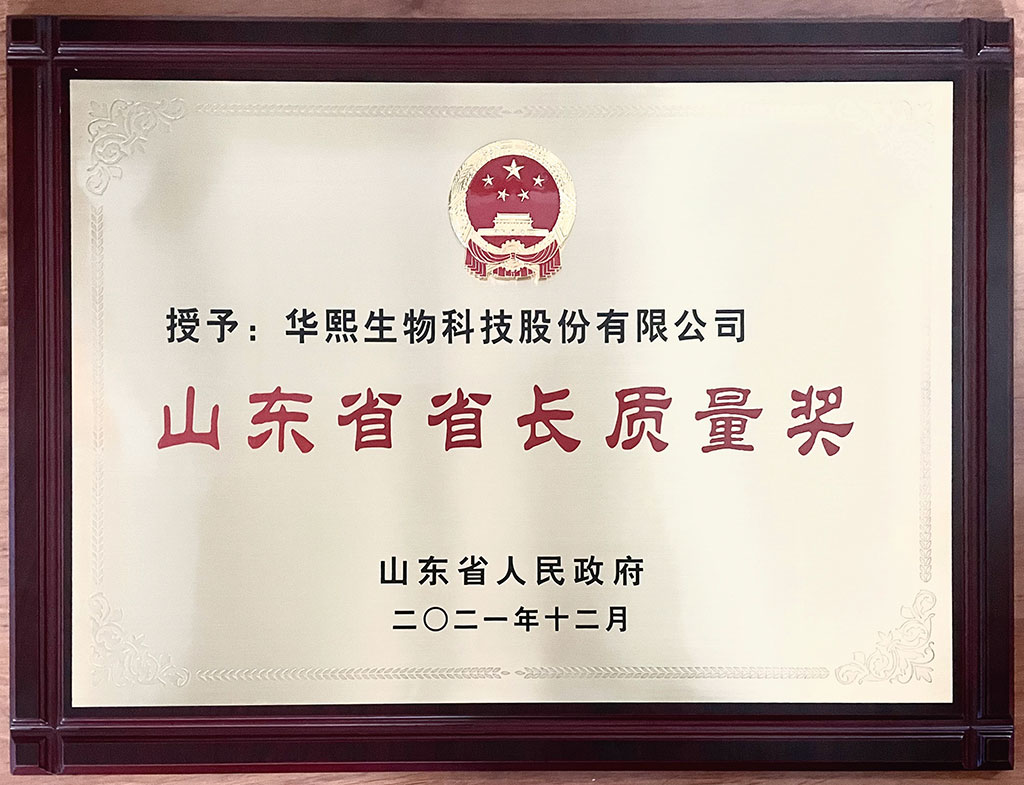 授予：华熙生物科技股份有限公司
山东省省长质量奖
山东省人民政府
二〇二一年十二月